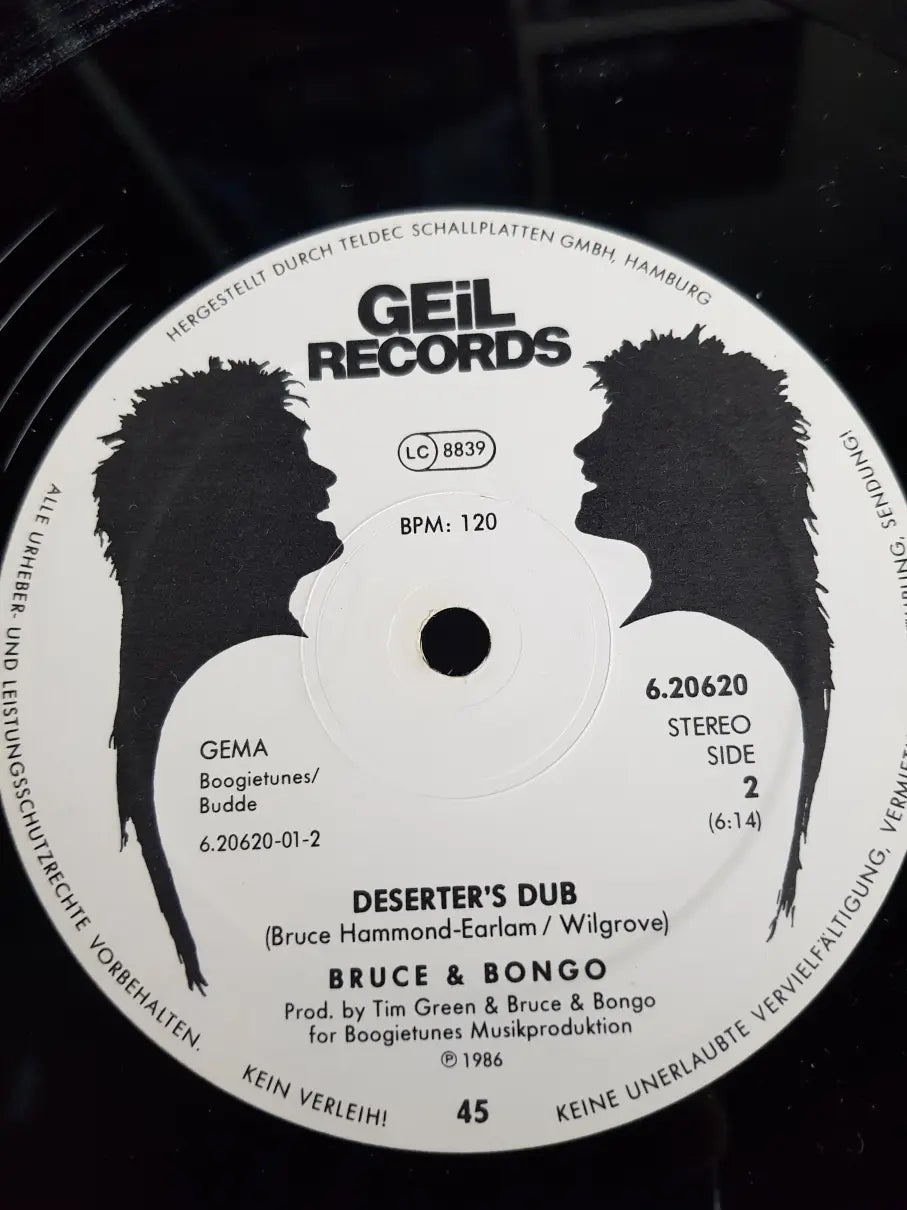 HERGESTELLT DURCH TELDEC SCHALLPLATTEN GMBH, HAMBURG
GEiL
RECORDS
LC 8839
BPM: 120
6.20620
STEREO
SIDE
2
(6:14)
GEMA
Boogietunes/
Budde
6.20620-01-2
DESERTER'S DUB
(Bruce Hammond-Earlam / Wilgrove)
BRUCE & BONGO
Prod. by Tim Green & Bruce & Bongo
for Boogietunes Musikproduktion
℗ 1986
45
ALLE URHEBER- UND LEISTUNGSSCHUTZRECHTE VORBEHALTEN.
KEIN VERLEIH!
KEINE UNERLAUBTE VERVIELFÄLTIGUNG,
SENDUNG!